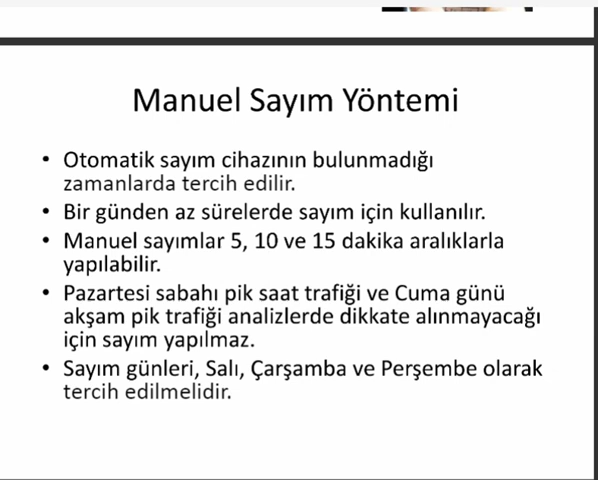 Manuel Sayım Yöntemi
• Otomatik sayım cihazının bulunmadığı
zamanlarda tercih edilir.
• Bir günden az sürelerde sayım için kullanılır.
• Manuel sayımlar 5, 10 ve 15 dakika aralıklarla
yapılabilir.
• Pazartesi sabahı pik saat trafiği ve Cuma günü
akşam pik trafiği analizlerde dikkate alınmayacağı
için sayım yapılmaz.
• Sayım günleri, Salı, Çarşamba ve Perşembe olarak
tercih edilmelidir.